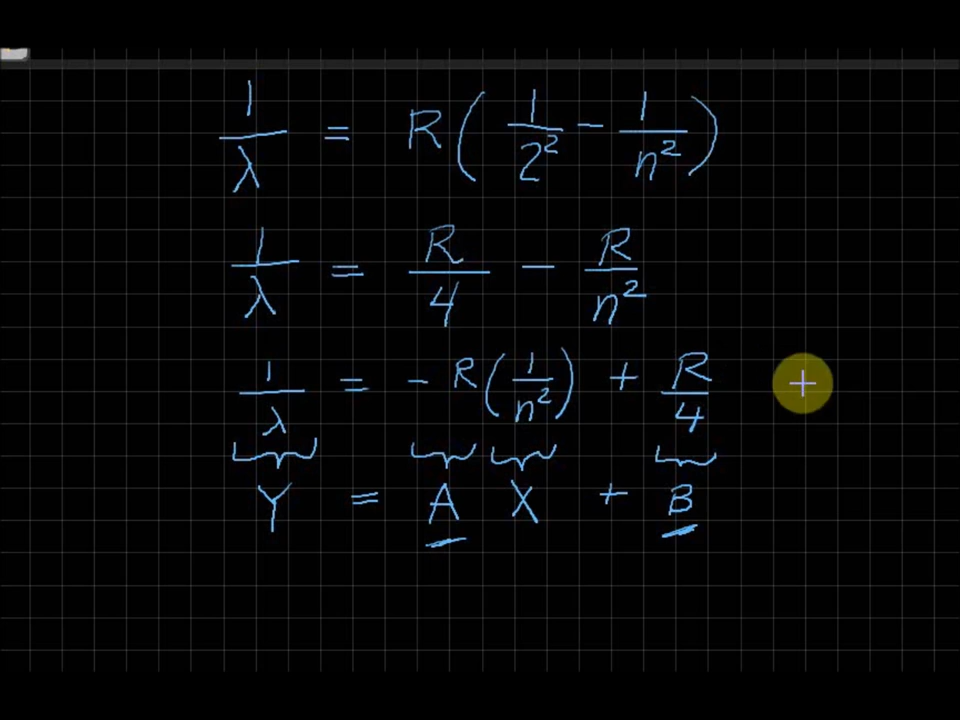 1/λ = R(1/2² − 1/n²)
1/λ = R/4 − R/n²
1/λ = −R(1/n²) + R/4
Y = A X + B